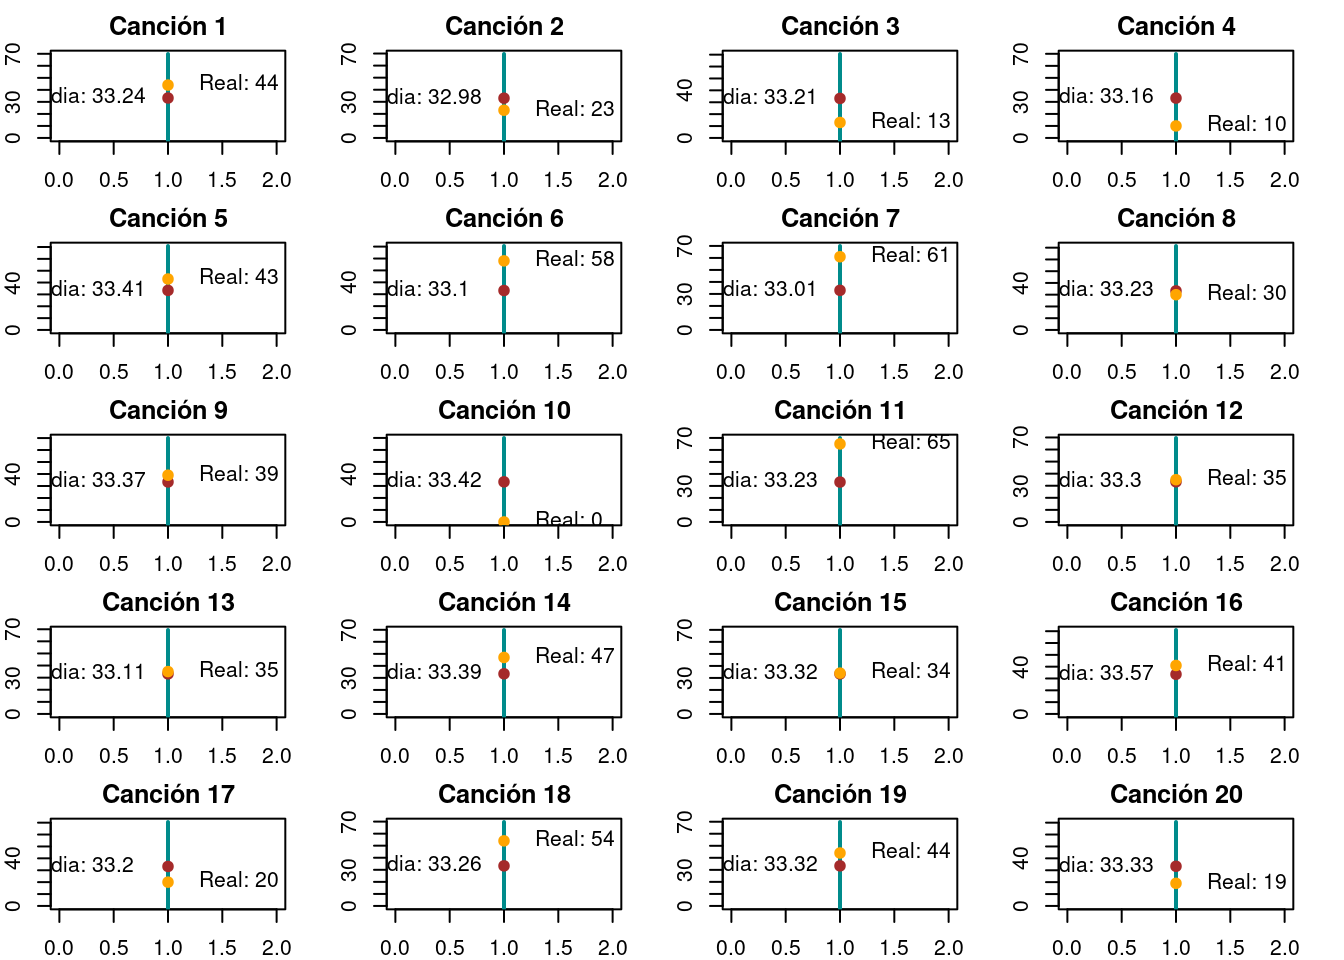 Canción 1 Canción 2 Canción 3 Canción 4
70 30 0 dia: 33.24 Real: 44 70 30 0 dia: 32.98 Real: 23 40 0 dia: 33.21 Real: 13 70 30 0 dia: 33.16 Real: 10
0.0 0.5 1.0 1.5 2.0 0.0 0.5 1.0 1.5 2.0 0.0 0.5 1.0 1.5 2.0 0.0 0.5 1.0 1.5 2.0
Canción 5 Canción 6 Canción 7 Canción 8
40 0 dia: 33.41 Real: 43 40 0 dia: 33.1 Real: 58 70 30 0 dia: 33.01 Real: 61 40 0 dia: 33.23 Real: 30
0.0 0.5 1.0 1.5 2.0 0.0 0.5 1.0 1.5 2.0 0.0 0.5 1.0 1.5 2.0 0.0 0.5 1.0 1.5 2.0
Canción 9 Canción 10 Canción 11 Canción 12
40 0 dia: 33.37 Real: 39 40 0 dia: 33.42 Real: 0 70 30 0 dia: 33.23 Real: 65 70 30 0 dia: 33.3 Real: 35
0.0 0.5 1.0 1.5 2.0 0.0 0.5 1.0 1.5 2.0 0.0 0.5 1.0 1.5 2.0 0.0 0.5 1.0 1.5 2.0
Canción 13 Canción 14 Canción 15 Canción 16
70 30 0 dia: 33.11 Real: 35 70 30 0 dia: 33.39 Real: 47 70 30 0 dia: 33.32 Real: 34 40 0 dia: 33.57 Real: 41
0.0 0.5 1.0 1.5 2.0 0.0 0.5 1.0 1.5 2.0 0.0 0.5 1.0 1.5 2.0 0.0 0.5 1.0 1.5 2.0
Canción 17 Canción 18 Canción 19 Canción 20
40 0 dia: 33.2 Real: 20 70 30 0 dia: 33.26 Real: 54 70 30 0 dia: 33.32 Real: 44 40 0 dia: 33.33 Real: 19
0.0 0.5 1.0 1.5 2.0 0.0 0.5 1.0 1.5 2.0 0.0 0.5 1.0 1.5 2.0 0.0 0.5 1.0 1.5 2.0